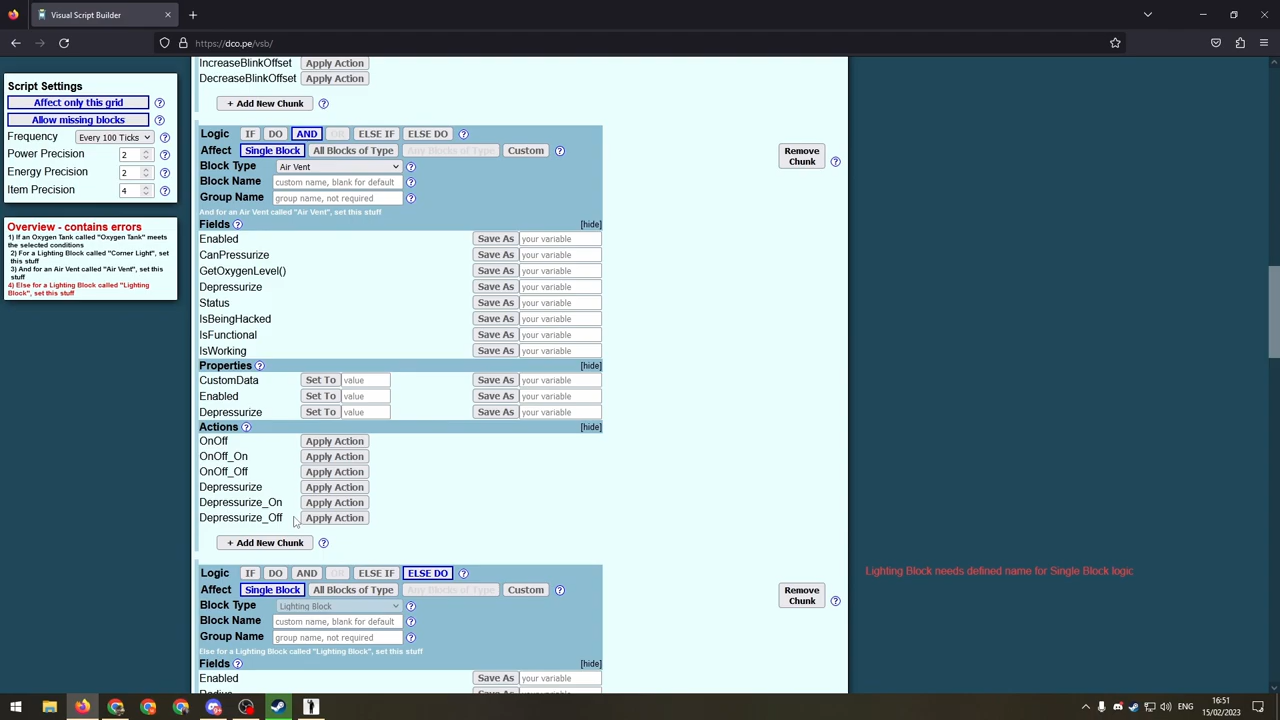 Visual Script Builder
https://dco.pe/vsb/
Script Settings
Affect only this grid
Allow missing blocks
Frequency Every 100 Ticks
Power Precision 2
Energy Precision 2
Item Precision 4
Overview - contains errors
1) If an Oxygen Tank called "Oxygen Tank" meets
the selected conditions
2) For a Lighting Block called "Corner Light", set
this stuff
3) And for an Air Vent called "Air Vent", set this
stuff
4) Else for a Lighting Block called "Lighting
Block", set this stuff
IncreaseBlinkOffset Apply Action
DecreaseBlinkOffset Apply Action
+ Add New Chunk
Logic IF DO AND OR ELSE IF ELSE DO
Affect Single Block All Blocks of Type Any Blocks of Type Custom
Remove
Chunk
Block Type Air Vent
Block Name custom name, blank for default
Group Name group name, not required
And for an Air Vent called "Air Vent", set this stuff
Fields [hide]
Enabled Save As your variable
CanPressurize Save As your variable
GetOxygenLevel() Save As your variable
Depressurize Save As your variable
Status Save As your variable
IsBeingHacked Save As your variable
IsFunctional Save As your variable
IsWorking Save As your variable
Properties [hide]
CustomData Set To value Save As your variable
Enabled Set To value Save As your variable
Depressurize Set To value Save As your variable
Actions [hide]
OnOff Apply Action
OnOff_On Apply Action
OnOff_Off Apply Action
Depressurize Apply Action
Depressurize_On Apply Action
Depressurize_Off Apply Action
+ Add New Chunk
Logic IF DO AND OR ELSE IF ELSE DO
Lighting Block needs defined name for Single Block logic
Affect Single Block All Blocks of Type Any Blocks of Type Custom
Remove
Chunk
Block Type Lighting Block
Block Name custom name, blank for default
Group Name group name, not required
Else for a Lighting Block called "Lighting Block", set this stuff
Fields [hide]
Enabled Save As your variable
Radius
16:51
ENG
15/02/2023